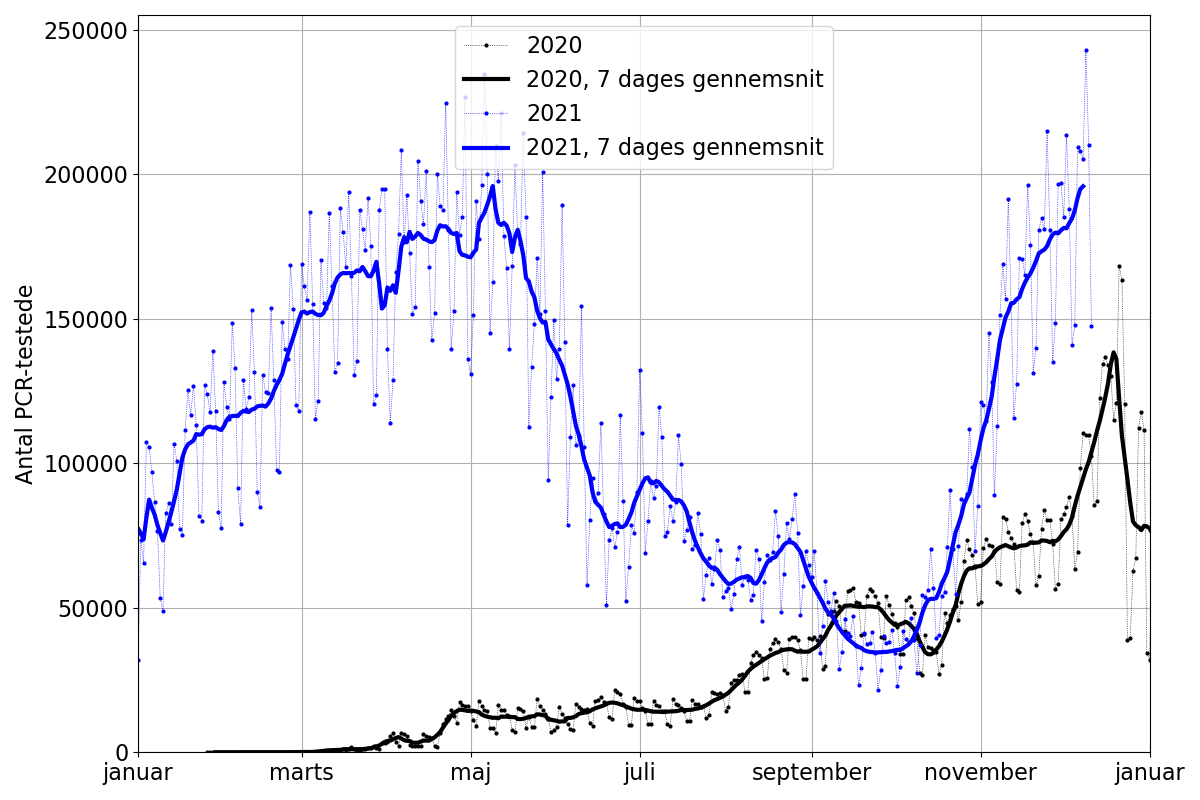 250000
200000
150000
100000
50000
0
Antal PCR-testede
2020
2020, 7 dages gennemsnit
2021
2021, 7 dages gennemsnit
januar marts maj juli september november januar